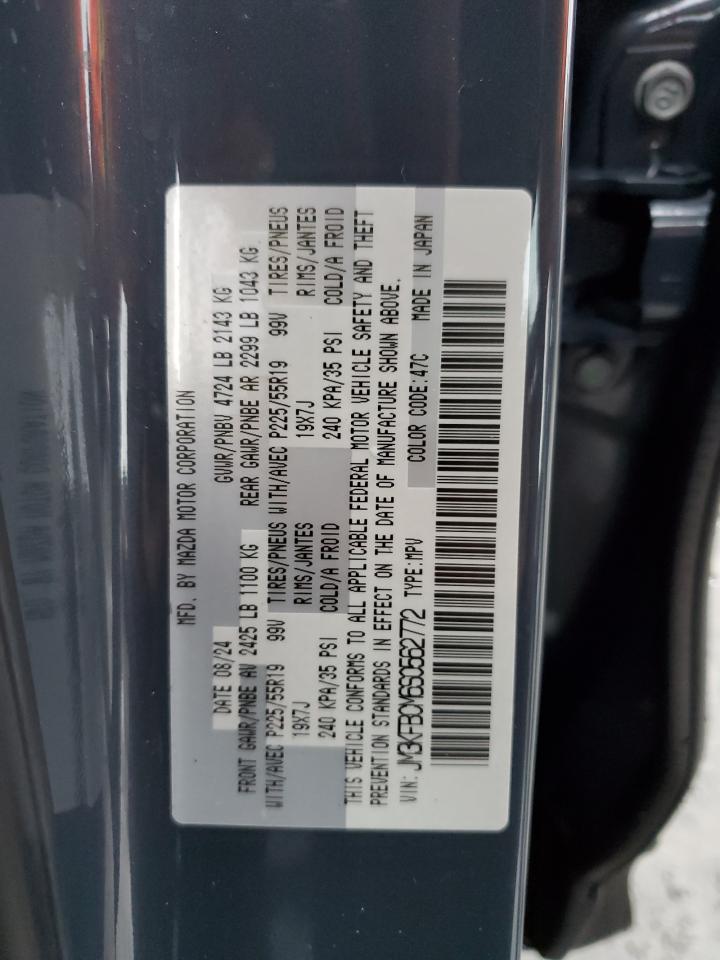 MFD. BY MAZDA MOTOR CORPORATION
DATE 08/24 GVWR/PNBV 4724 LB 2143 KG
FRONT GAWR/PNBE AV 2425 LB 1100 KG REAR GAWR/PNBE AR 2299 LB 1043 KG
WITH/AVEC P225/55R19 99V TIRES/PNEUS WITH/AVEC P225/55R19 99V TIRES/PNEUS
19X7J RIMS/JANTES 19X7J RIMS/JANTES
240 KPA/35 PSI COLD/A FROID 240 KPA/35 PSI COLD/A FROID
THIS VEHICLE CONFORMS TO ALL APPLICABLE FEDERAL MOTOR VEHICLE SAFETY AND THEFT
PREVENTION STANDARDS IN EFFECT ON THE DATE OF MANUFACTURE SHOWN ABOVE.
VIN: JM3KFBCM6S0562772 TYPE:MPV COLOR CODE:47C MADE IN JAPAN